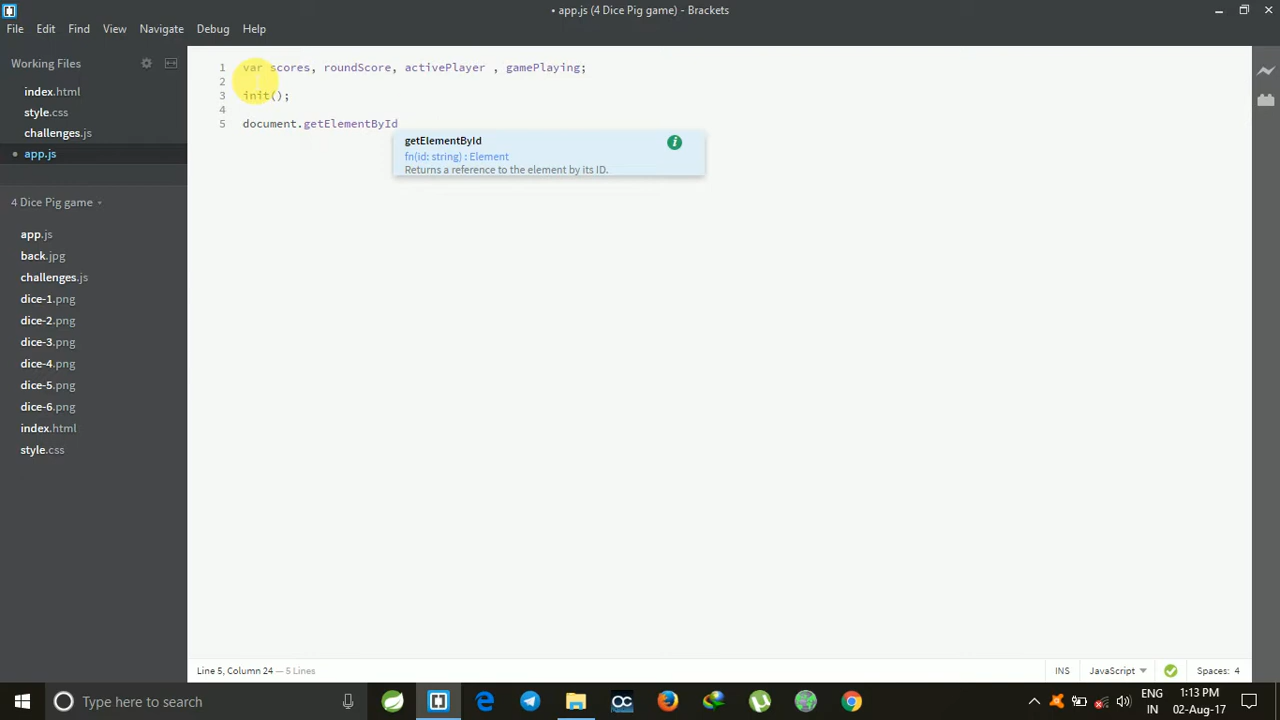 • app.js (4 Dice Pig game) - Brackets
File Edit Find View Navigate Debug Help
Working Files
index.html
style.css
challenges.js
app.js
4 Dice Pig game
app.js
back.jpg
challenges.js
dice-1.png
dice-2.png
dice-3.png
dice-4.png
dice-5.png
dice-6.png
index.html
style.css
1 var scores, roundScore, activePlayer , gamePlaying;
2
3 init();
4
5 document.getElementById
getElementById
fn(id: string) : Element
Returns a reference to the element by its ID.
Line 5, Column 24 — 5 Lines
INS JavaScript Spaces: 4
Type here to search
ENG 1:13 PM
IN 02-Aug-17